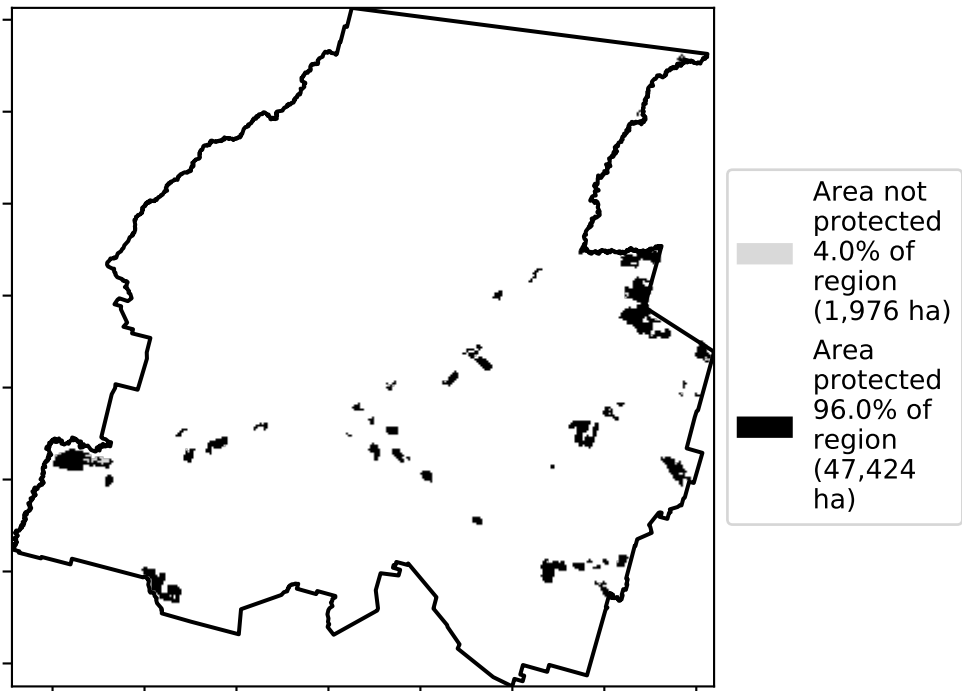 Area not
protected
4.0% of
region
(1,976 ha)
Area
protected
96.0% of
region
(47,424
ha)